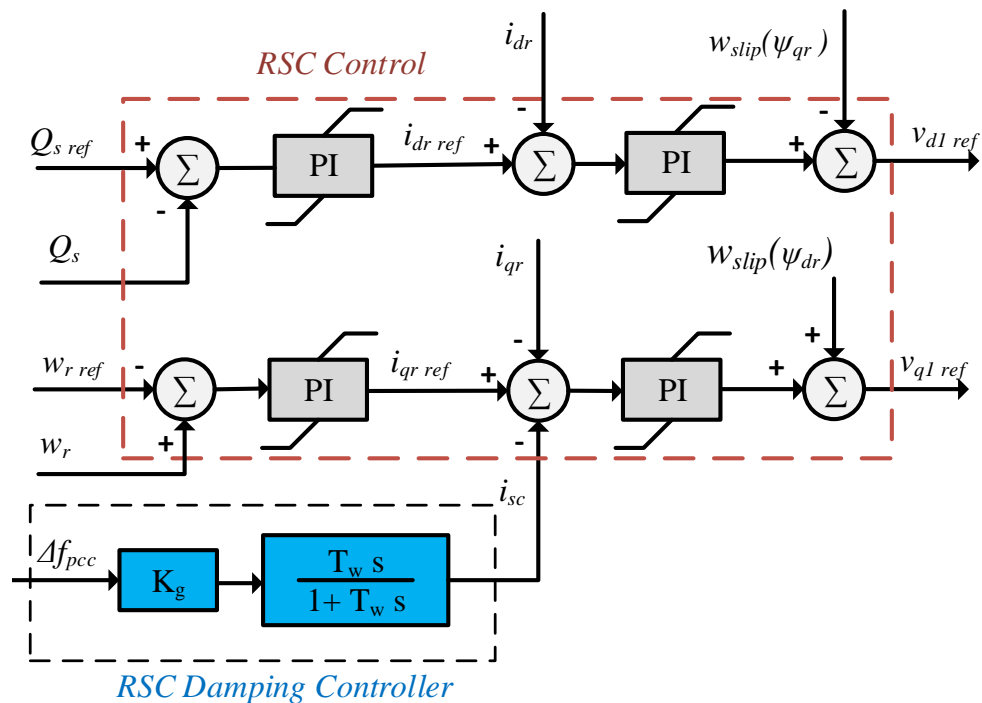 i_dr
w_slip(ψ_qr)
RSC Control
Q_s ref
+
Σ
-
PI
i_dr ref
+
-
Σ
PI
+
-
Σ
v_d1 ref
Q_s
i_qr
w_slip(ψ_dr)
w_r ref
-
Σ
+
PI
i_qr ref
+
-
Σ
-
PI
+
+
Σ
v_q1 ref
w_r
i_sc
Δf_pcc
K_g
T_w s
1+ T_w s
RSC Damping Controller